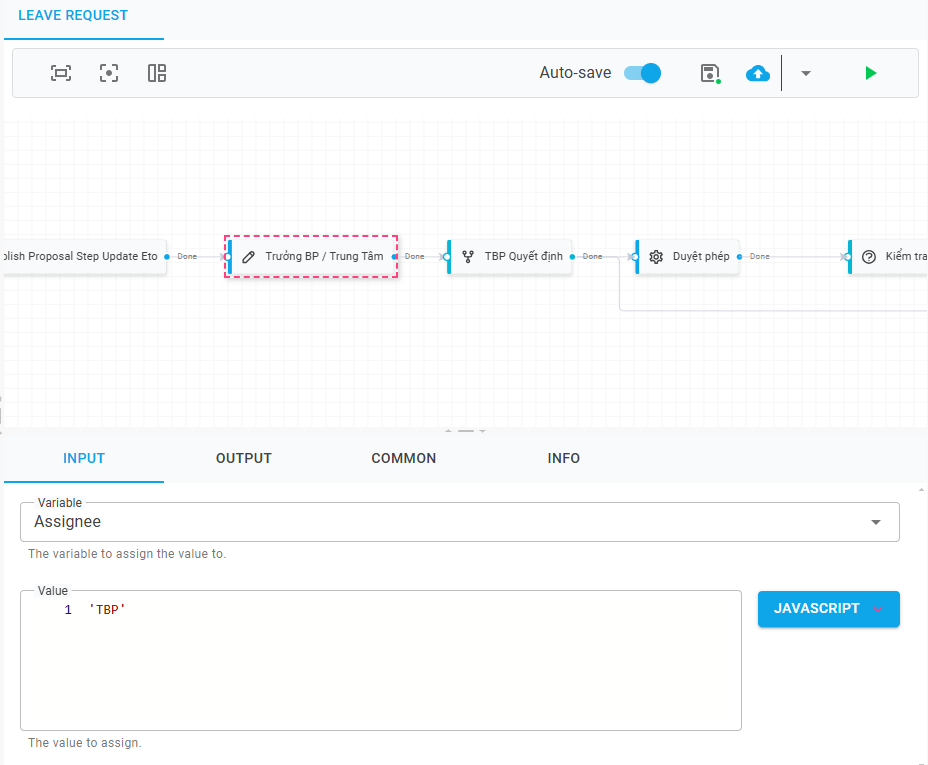 LEAVE REQUEST
Auto-save
plish Proposal Step Update Eto
Done
Trưởng BP / Trung Tâm
Done
TBP Quyết định
Done
Duyệt phép
Done
Kiểm tra
INPUT
OUTPUT
COMMON
INFO
Variable
Assignee
The variable to assign the value to.
Value
1 'TBP'
JAVASCRIPT
The value to assign.